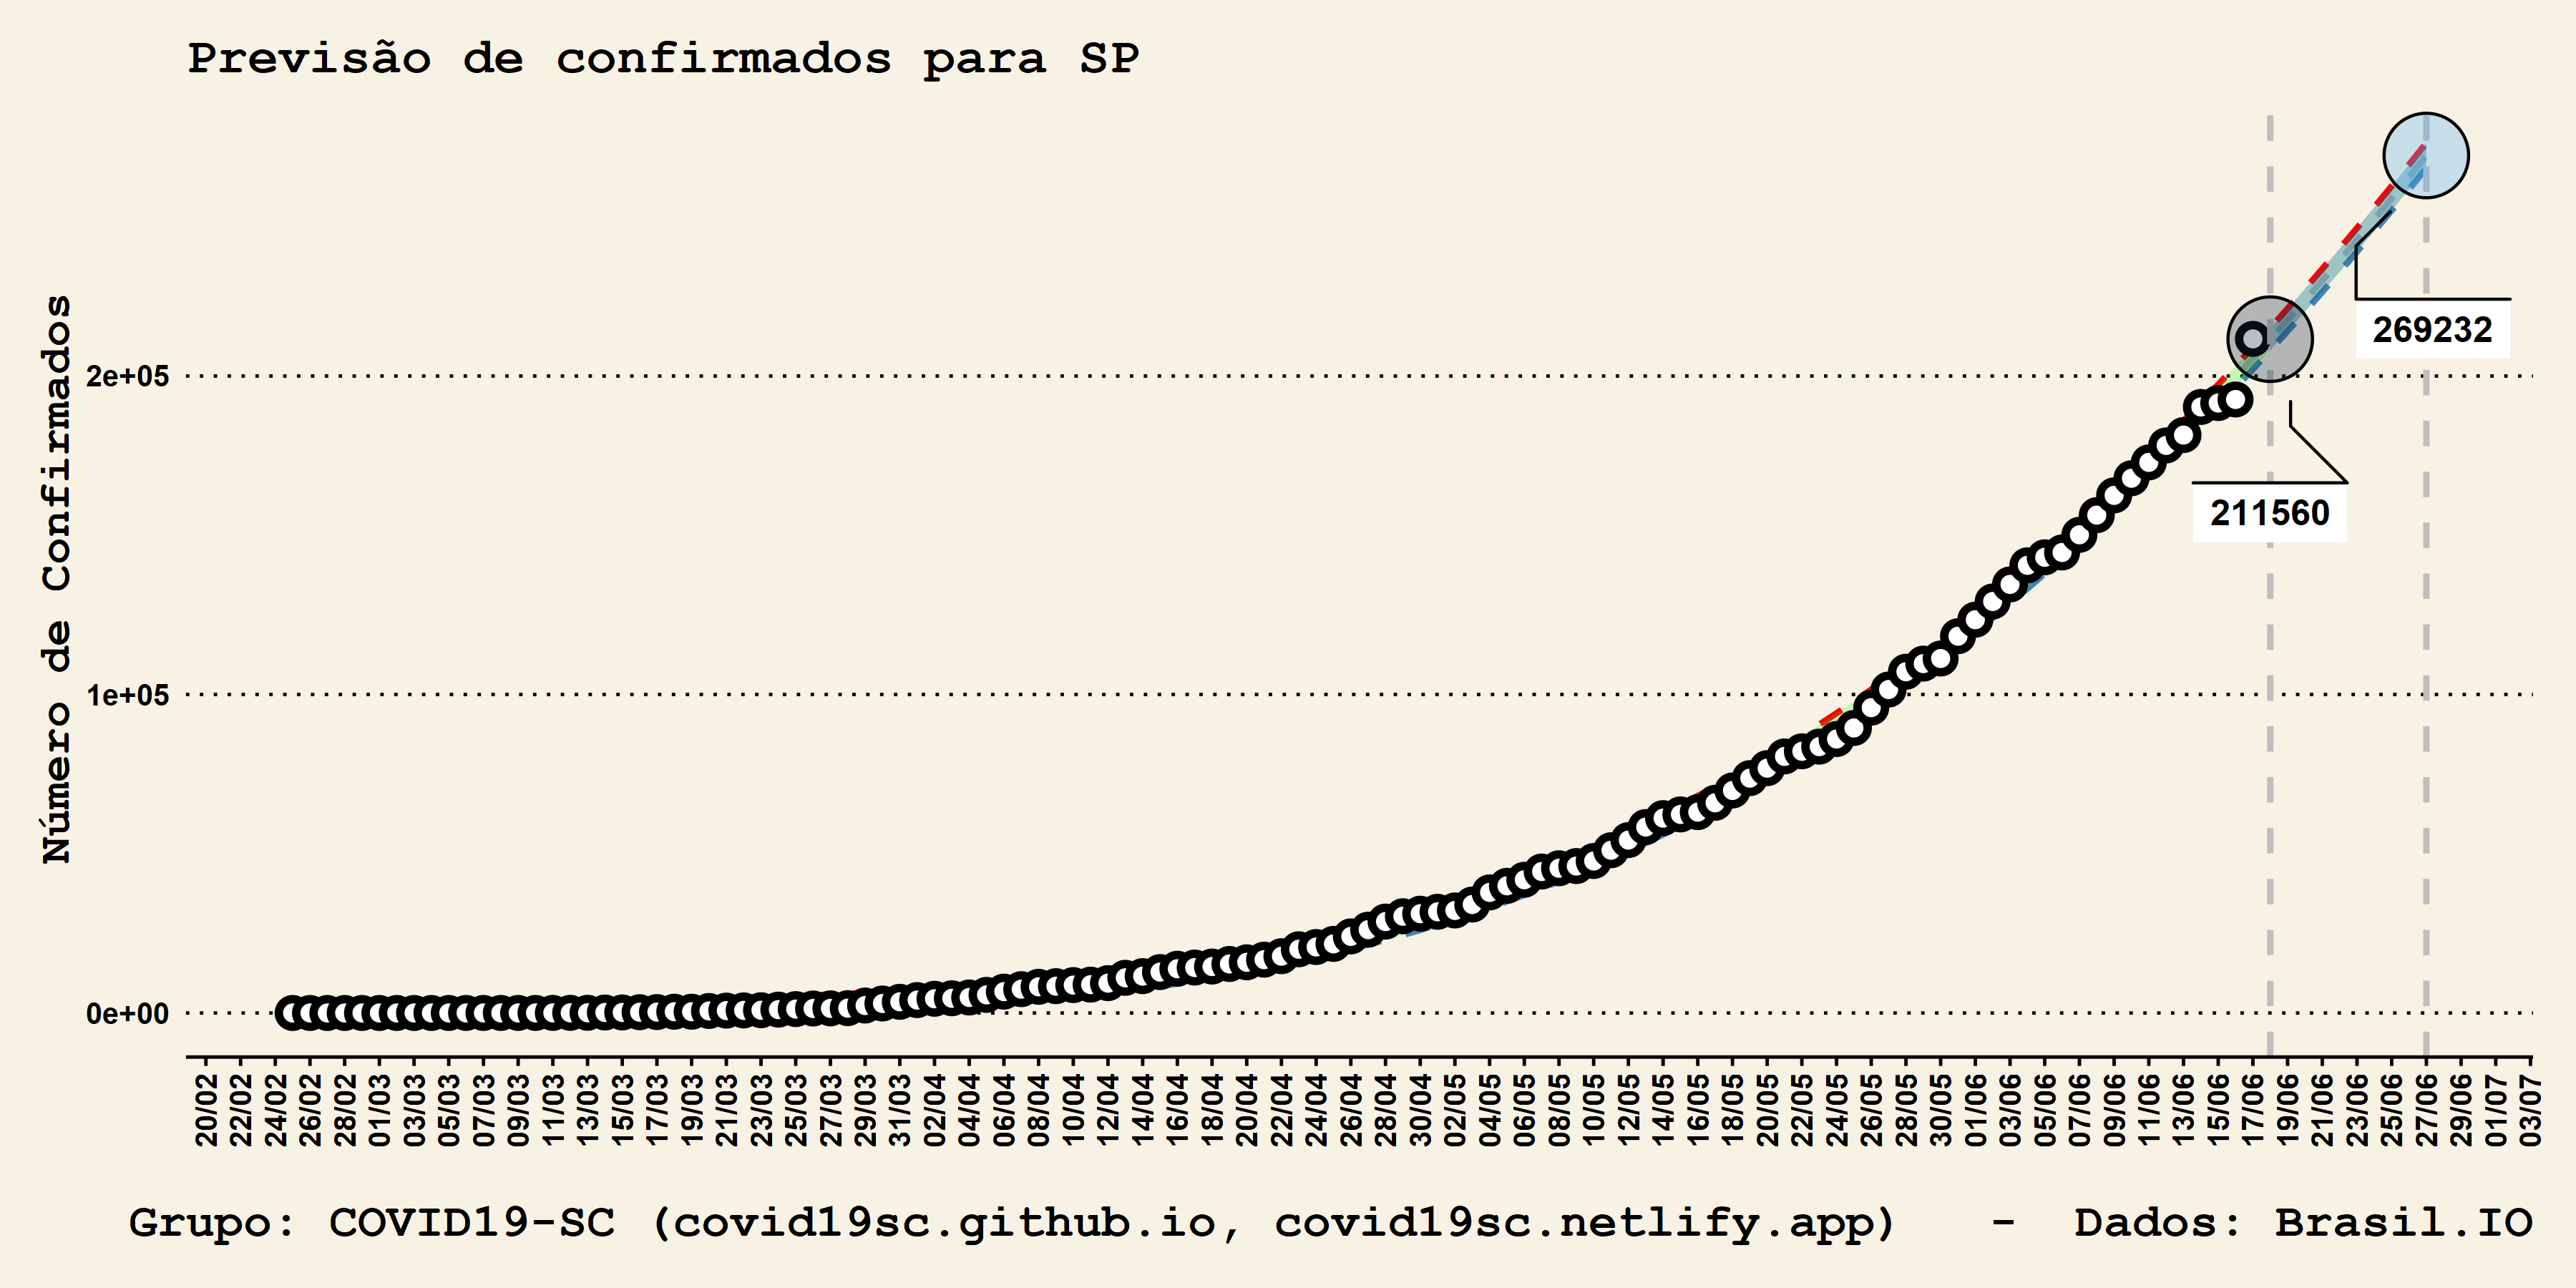 Previsão de confirmados para SP
Número de Confirmados
2e+05
1e+05
0e+00
269232
211560
20/02 22/02 24/02 26/02 28/02 01/03 03/03 05/03 07/03 09/03 11/03 13/03 15/03 17/03 19/03 21/03 23/03 25/03 27/03 29/03 31/03 02/04 04/04 06/04 08/04 10/04 12/04 14/04 16/04 18/04 20/04 22/04 24/04 26/04 28/04 30/04 02/05 04/05 06/05 08/05 10/05 12/05 14/05 16/05 18/05 20/05 22/05 24/05 26/05 28/05 30/05 01/06 03/06 05/06 07/06 09/06 11/06 13/06 15/06 17/06 19/06 21/06 23/06 25/06 27/06 29/06 01/07 03/07
Grupo: COVID19-SC (covid19sc.github.io, covid19sc.netlify.app) - Dados: Brasil.IO